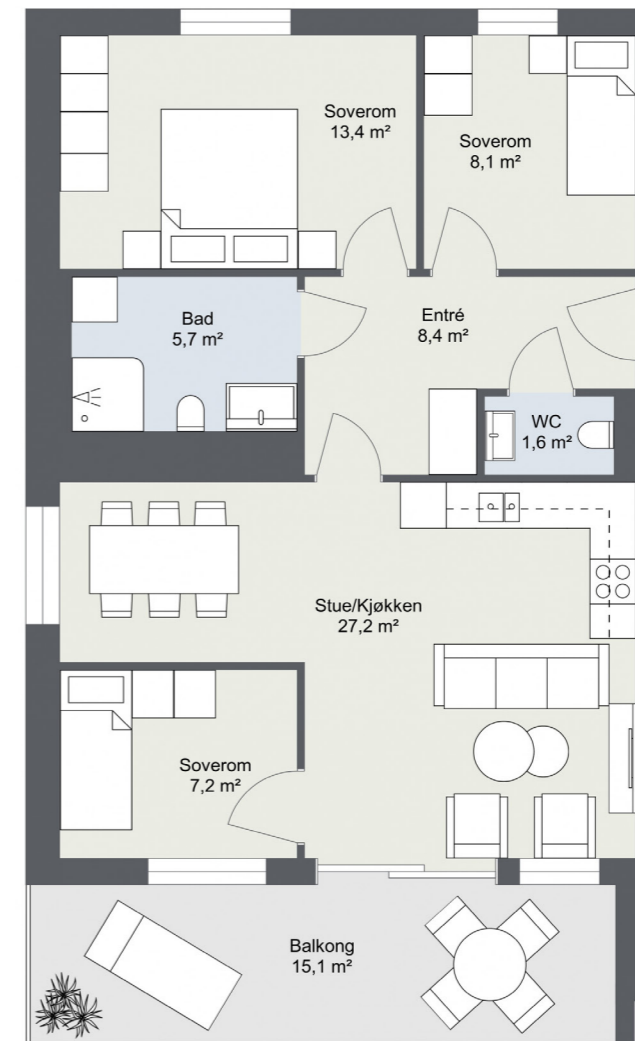 Soverom
13,4 m²
Soverom
8,1 m²
Bad
5,7 m²
Entré
8,4 m²
WC
1,6 m²
Stue/Kjøkken
27,2 m²
Soverom
7,2 m²
Balkong
15,1 m²